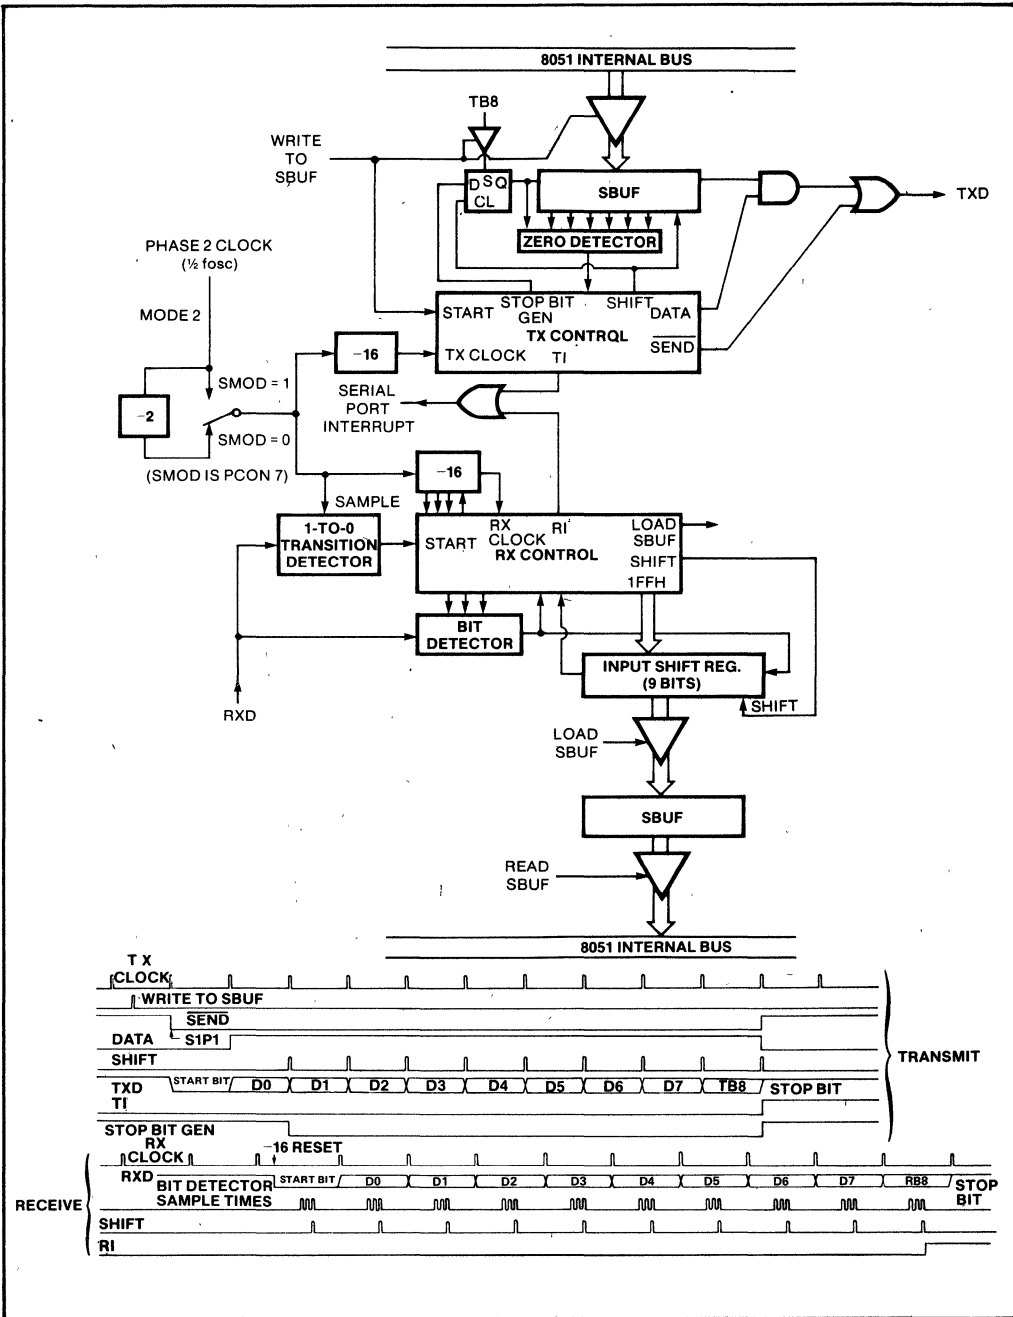 8051 INTERNAL BUS
TB8
WRITE
TO
SBUF
D S Q
CL
SBUF
TXD
ZERO DETECTOR
PHASE 2 CLOCK
(½ fosc)
MODE 2
START
STOP BIT
GEN
SHIFT
DATA
TX CONTROL
SEND
TX CLOCK
TI
-16
SMOD = 1
-2
SMOD = 0
(SMOD IS PCON 7)
SERIAL
PORT
INTERRUPT
-16
SAMPLE
1-TO-0
TRANSITION
DETECTOR
START
RX
CLOCK
RI
LOAD
SBUF
RX CONTROL
SHIFT
1FFH
BIT
DETECTOR
INPUT SHIFT REG.
(9 BITS)
SHIFT
RXD
LOAD
SBUF
SBUF
READ
SBUF
8051 INTERNAL BUS
T X
CLOCK
WRITE TO SBUF
SEND
DATA S1P1
SHIFT
TXD START BIT D0 D1 D2 D3 D4 D5 D6 D7 TB8 STOP BIT
TI
STOP BIT GEN
TRANSMIT
RX
CLOCK
-16 RESET
RXD START BIT D0 D1 D2 D3 D4 D5 D6 D7 RB8 STOP
BIT
BIT DETECTOR
SAMPLE TIMES
SHIFT
RI
RECEIVE